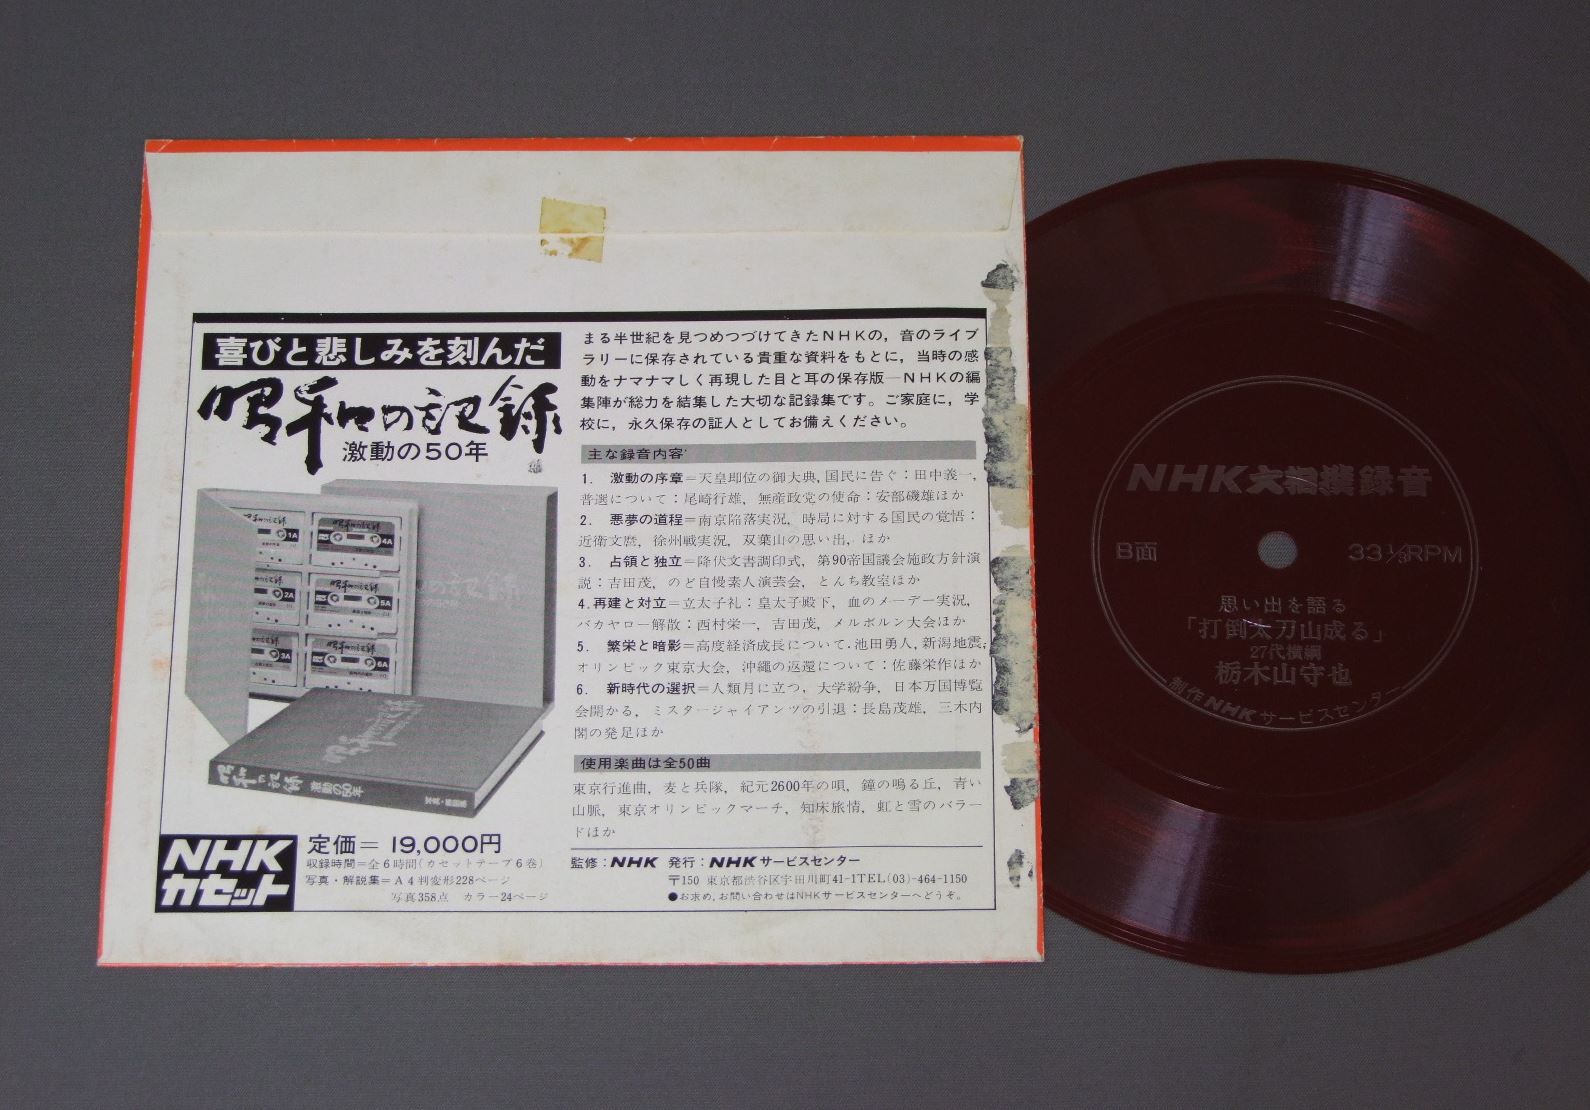 喜びと悲しみを刻んだ
昭和の記録
激動の50年
まる半世紀を見つめつづけてきたNHKの，音のライブ
ラリーに保存されている貴重な資料をもとに，当時の感
動をナマナマしく再現した目と耳の保存版—NHKの編
集陣が総力を結集した大切な記録集です。ご家庭に，学
校に，永久保存の証人としてお備えください。
主な録音内容
1. 激動の序章＝天皇即位の御大典，国民に告ぐ：田中義一，
普選について：尾崎行雄，無産政党の使命：安部磯雄ほか
2. 悪夢の道程＝南京陥落実況，時局に対する国民の覚悟：
近衛文麿，徐州戦実況，双葉山の思い出，ほか
3. 占領と独立＝降伏文書調印式，第90帝国議会施政方針演
説：吉田茂，のど自慢素人演芸会，とんち教室ほか
4. 再建と対立＝立太子礼：皇太子殿下，血のメーデー実況，
バカヤロー解散：西村栄一，吉田茂，メルボルン大会ほか
5. 繁栄と暗影＝高度経済成長について・池田勇人，新潟地震，
オリンピック東京大会，沖縄の返還について：佐藤栄作ほか
6. 新時代の選択＝人類月に立つ，大学紛争，日本万国博覧
会開かる，ミスタージャイアンツの引退：長島茂雄，三木内
閣の発足ほか
使用楽曲は全50曲
東京行進曲，麦と兵隊，紀元2600年の唄，鐘の鳴る丘，青い
山脈，東京オリンピックマーチ，知床旅情，虹と雪のバラー
ドほか
監修：NHK 発行：NHKサービスセンター
〒150 東京都渋谷区宇田川町41-1TEL(03)-464-1150
●お求め，お問い合わせはNHKサービスセンターへどうぞ。
昭和の記録
1A
4A
2A
5A
3A
6A
昭和の記録 激動の50年
写真・解説集
NHK
カセット
定価＝ 19,000円
収録時間＝全6時間(カセットテープ6巻)
写真・解説集＝A4判変形228ページ
写真358点 カラー24ページ
NHK大相撲録音
B面
33⅓RPM
思い出を語る
「打倒太刀山成る」
27代横綱
栃木山守也
制作NHKサービスセンター